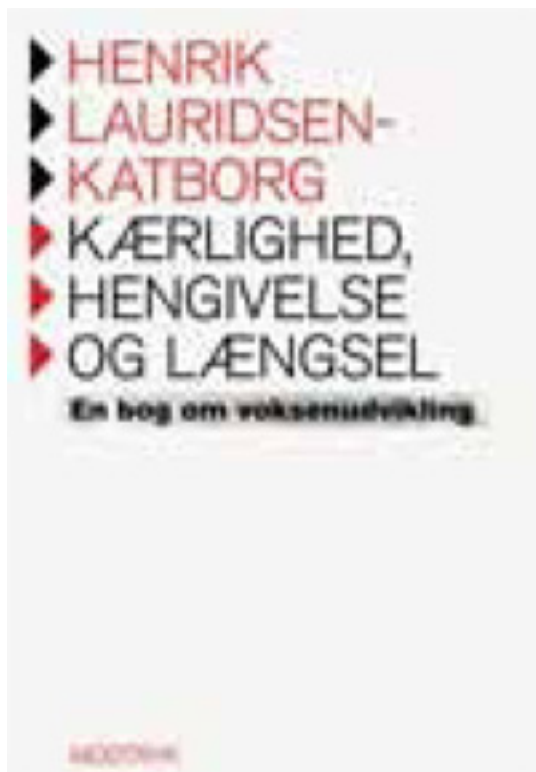 HENRIK
LAURIDSEN-
KATBORG
KÆRLIGHED,
HENGIVELSE
OG LÆNGSEL
En bog om voksenudvikling